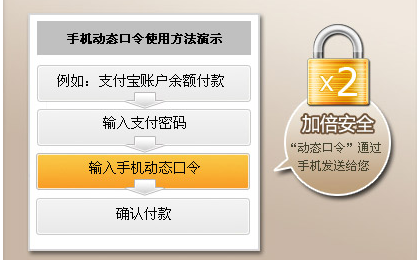 手机动态口令使用方法演示
例如：支付宝账户余额付款
输入支付密码
输入手机动态口令
确认付款
x2
加倍安全
“动态口令”通过
手机发送给您